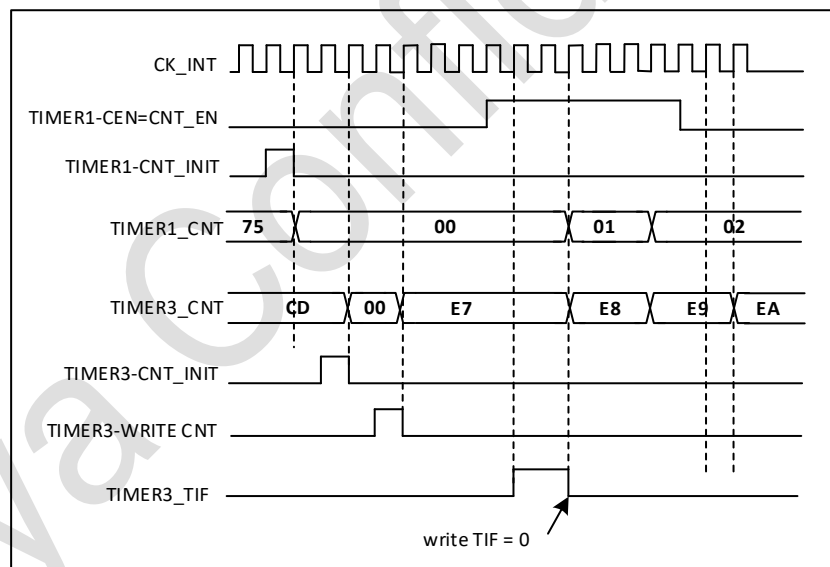 CK_INT
TIMER1-CEN=CNT_EN
TIMER1-CNT_INIT
TIMER1_CNT 75 00 01 02
TIMER3_CNT CD 00 E7 E8 E9 EA
TIMER3-CNT_INIT
TIMER3-WRITE CNT
TIMER3_TIF
write TIF = 0